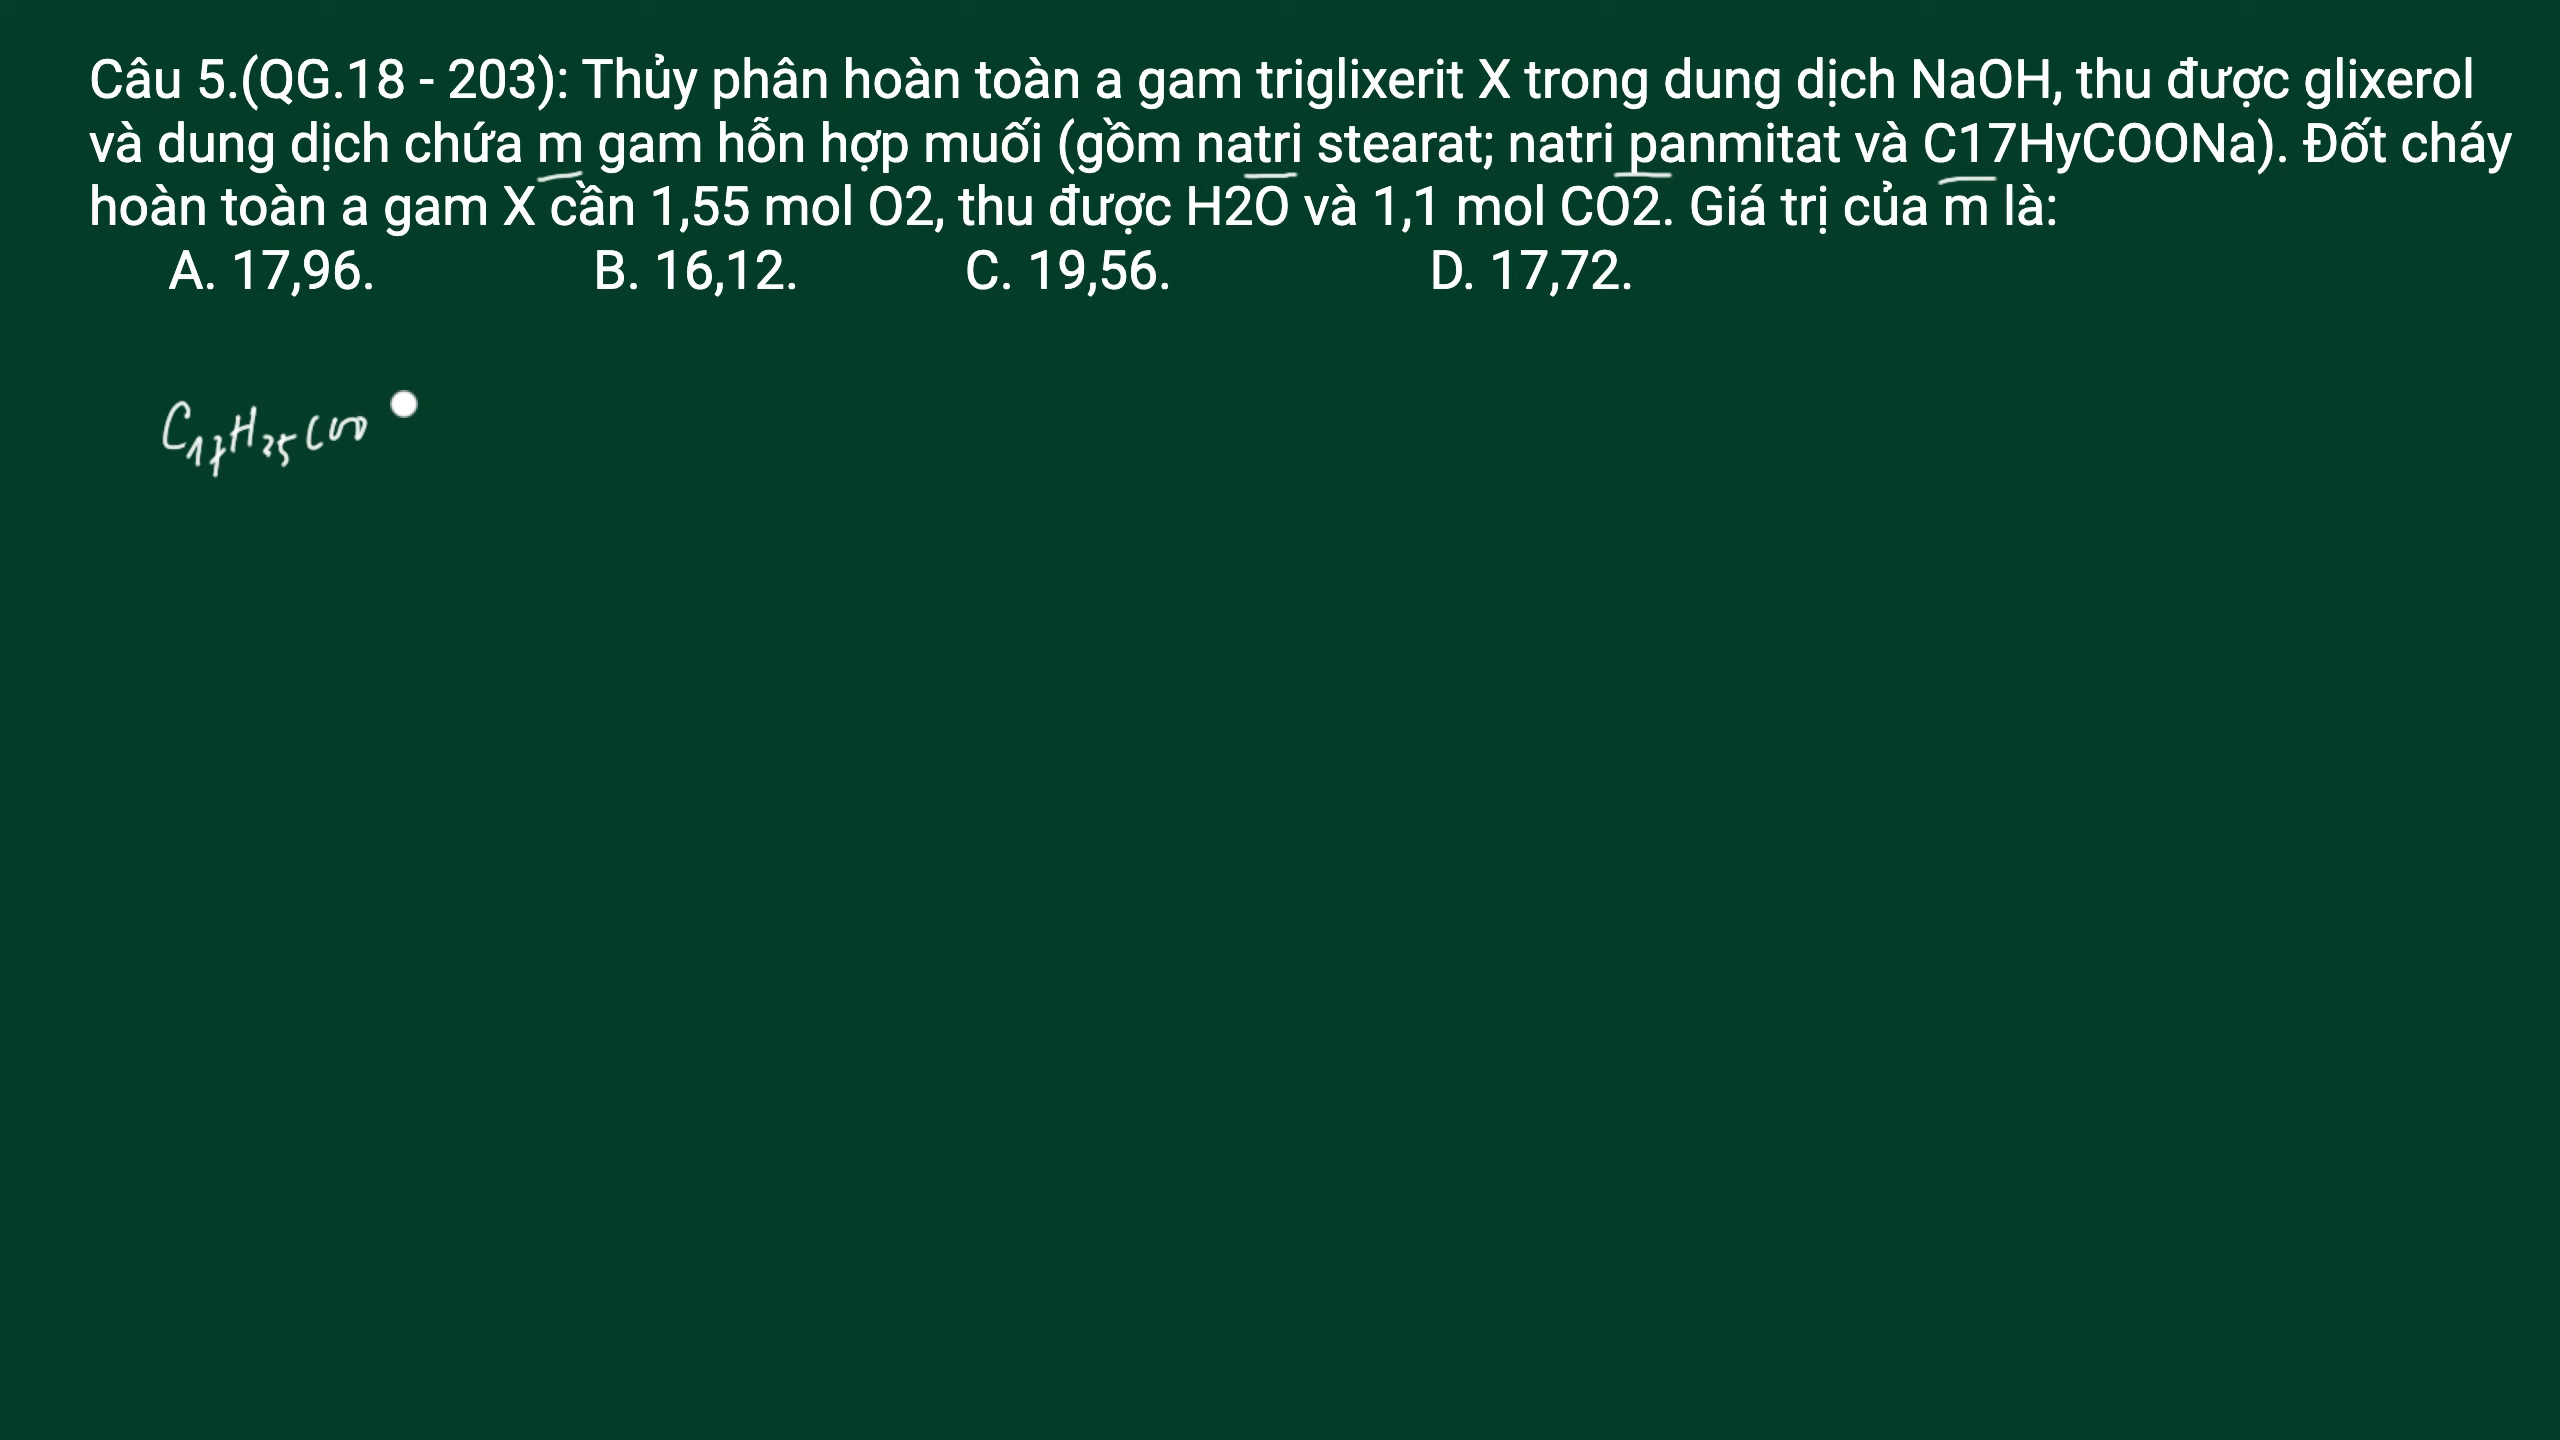 Câu 5.(QG.18 - 203): Thủy phân hoàn toàn a gam triglixerit X trong dung dịch NaOH, thu được glixerol
và dung dịch chứa m gam hỗn hợp muối (gồm natri stearat; natri panmitat và C17HyCOONa). Đốt cháy
hoàn toàn a gam X cần 1,55 mol O2, thu được H2O và 1,1 mol CO2. Giá trị của m là:
A. 17,96. B. 16,12. C. 19,56. D. 17,72.
C₁₇H₃₅COO